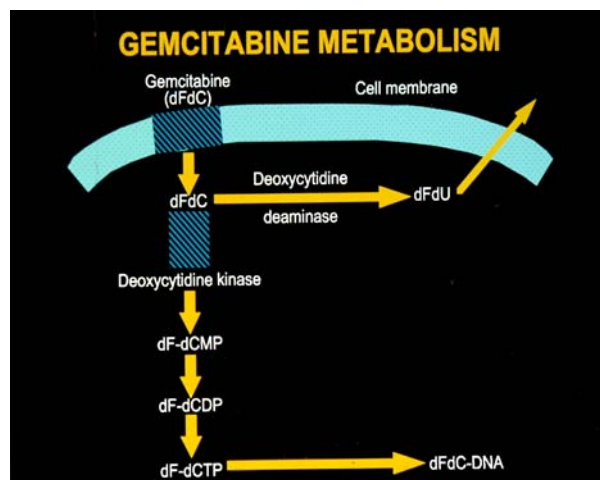 GEMCITABINE METABOLISM
Gemcitabine
(dFdC)
Cell membrane
dFdC
Deoxycytidine
deaminase
dFdU
Deoxycytidine kinase
dF-dCMP
dF-dCDP
dF-dCTP
dFdC-DNA